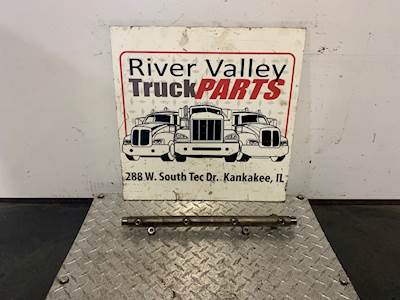 River Valley
TruckPARTS
288 W. South Tec Dr. Kankakee, IL